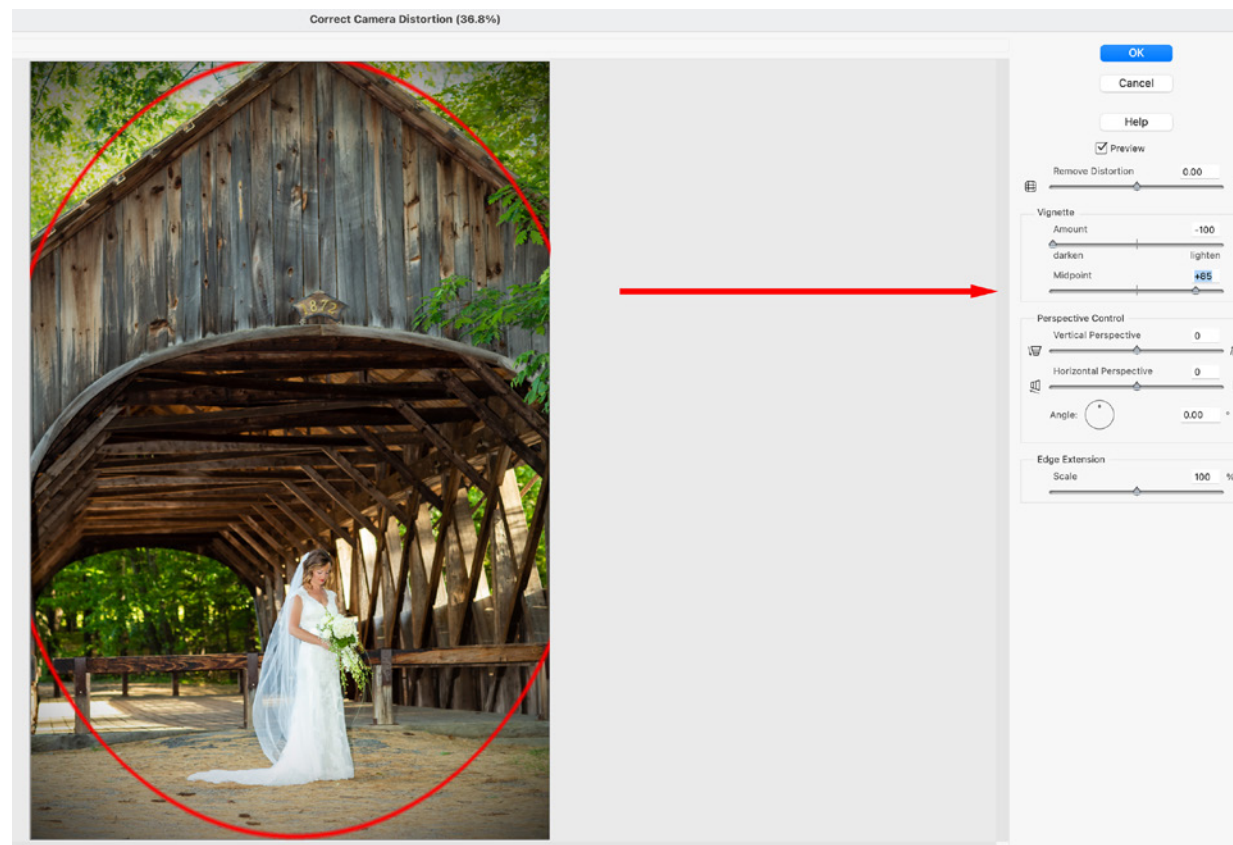 Correct Camera Distortion (36.8%)
OK
Cancel
Help
Preview
Remove Distortion 0.00
Vignette
Amount -100
darken lighten
Midpoint +85
Perspective Control
Vertical Perspective 0
Horizontal Perspective 0
Angle: 0.00 °
Edge Extension
Scale 100 %
1872